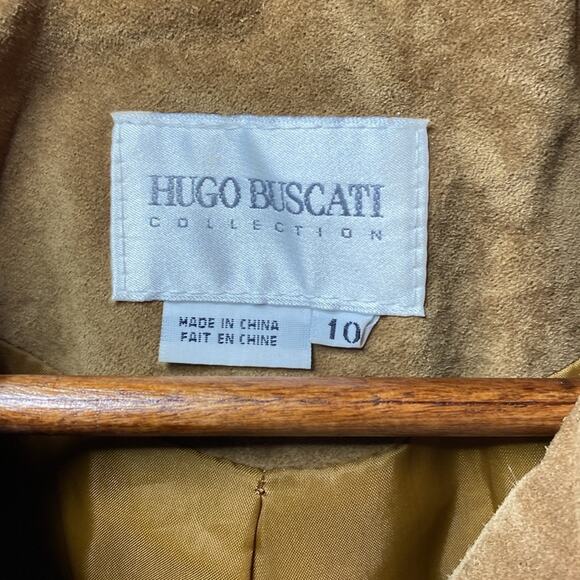 HUGO BUSCATI
COLLECTION
MADE IN CHINA
FAIT EN CHINE
10